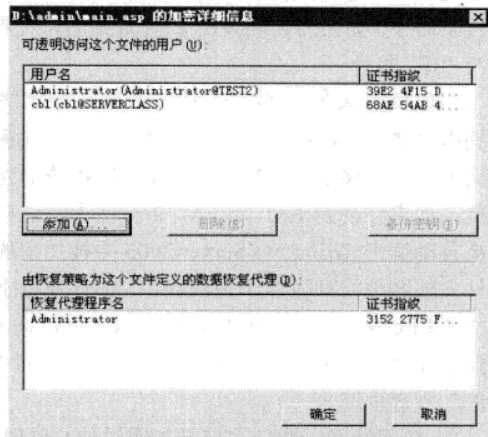 D:\admin\main.asp 的加密详细信息
可透明访问这个文件的用户(U):
用户名 证书指纹
Administrator(Administrator@TEST2) 39E2 4F15 D...
cbl(cbl@SERVERCLASS) 68AE 54AB 4...
添加(A)... 删除(R) 备份密钥(B)
由恢复策略为这个文件定义的数据恢复代理(D):
恢复代理程序名 证书指纹
Administrator 3152 2775 F...
确定 取消